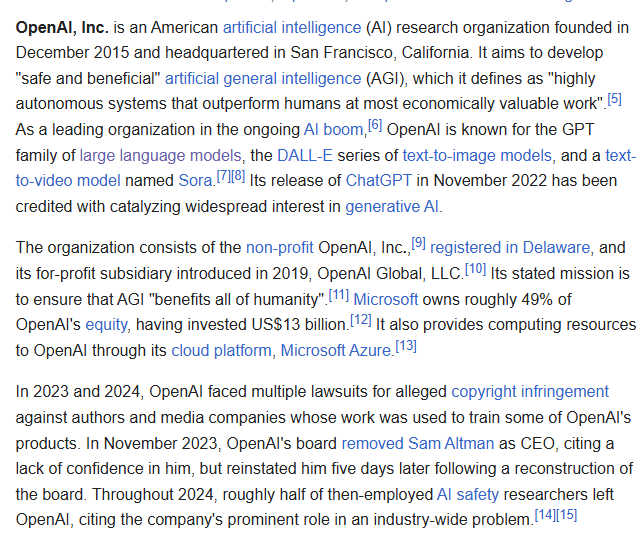 OpenAI, Inc. is an American artificial intelligence (AI) research organization founded in
December 2015 and headquartered in San Francisco, California. It aims to develop
"safe and beneficial" artificial general intelligence (AGI), which it defines as "highly
autonomous systems that outperform humans at most economically valuable work".[5]
As a leading organization in the ongoing AI boom,[6] OpenAI is known for the GPT
family of large language models, the DALL-E series of text-to-image models, and a text-
to-video model named Sora.[7][8] Its release of ChatGPT in November 2022 has been
credited with catalyzing widespread interest in generative AI.
The organization consists of the non-profit OpenAI, Inc.,[9] registered in Delaware, and
its for-profit subsidiary introduced in 2019, OpenAI Global, LLC.[10] Its stated mission is
to ensure that AGI "benefits all of humanity".[11] Microsoft owns roughly 49% of
OpenAI's equity, having invested US$13 billion.[12] It also provides computing resources
to OpenAI through its cloud platform, Microsoft Azure.[13]
In 2023 and 2024, OpenAI faced multiple lawsuits for alleged copyright infringement
against authors and media companies whose work was used to train some of OpenAI's
products. In November 2023, OpenAI's board removed Sam Altman as CEO, citing a
lack of confidence in him, but reinstated him five days later following a reconstruction of
the board. Throughout 2024, roughly half of then-employed AI safety researchers left
OpenAI, citing the company's prominent role in an industry-wide problem.[14][15]